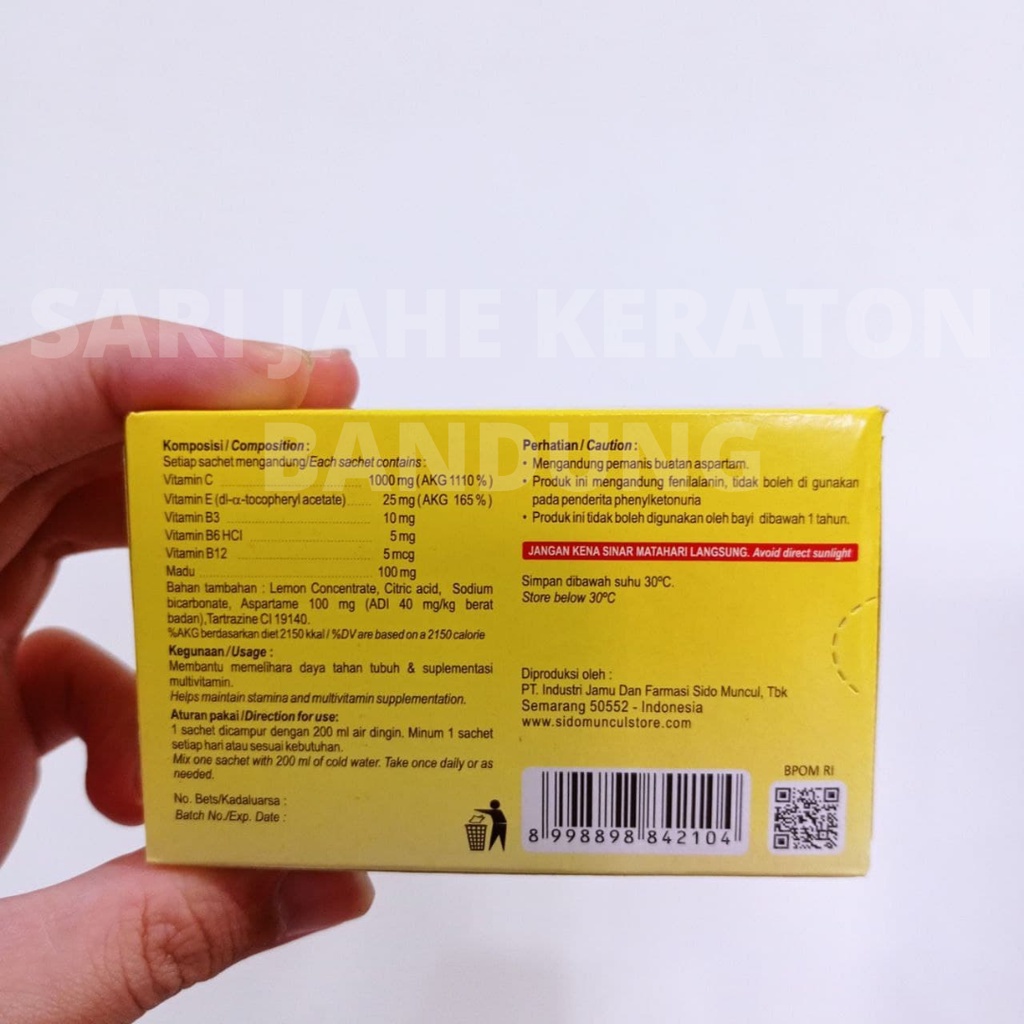 SARI JAHE KERATON
BANDUNG
Komposisi / Composition :
Setiap sachet mengandung/Each sachet contains :
Vitamin C ........ 1000 mg (AKG 1110 %)
Vitamin E (dl-α-tocopheryl acetate)...... 25 mg (AKG 165 %)
Vitamin B3 ........ 10 mg
Vitamin B6 HCl ........ 5 mg
Vitamin B12 ........ 5 mcg
Madu ........ 100 mg
Bahan tambahan : Lemon Concentrate, Citric acid, Sodium
bicarbonate, Aspartame 100 mg (ADI 40 mg/kg berat
badan),Tartrazine CI 19140.
%AKG berdasarkan diet 2150 kkal / %DV are based on a 2150 calorie
Kegunaan / Usage :
Membantu memelihara daya tahan tubuh & suplementasi
multivitamin.
Helps maintain stamina and multivitamin supplementation.
Aturan pakai / Direction for use:
1 sachet dicampur dengan 200 ml air dingin. Minum 1 sachet
setiap hari atau sesuai kebutuhan.
Mix one sachet with 200 ml of cold water. Take once daily or as
needed.
No. Bets/Kadaluarsa :
Batch No./Exp. Date :
Perhatian / Caution :
• Mengandung pemanis buatan aspartam.
• Produk ini mengandung fenilalanin, tidak boleh di gunakan
pada penderita phenylketonuria
• Produk ini tidak boleh digunakan oleh bayi dibawah 1 tahun.
JANGAN KENA SINAR MATAHARI LANGSUNG. Avoid direct sunlight
Simpan dibawah suhu 30ºC.
Store below 30ºC
Diproduksi oleh :
PT. Industri Jamu Dan Farmasi Sido Muncul, Tbk
Semarang 50552 - Indonesia
www.sidomunculstore.com
BPOM RI
8 998898 842104